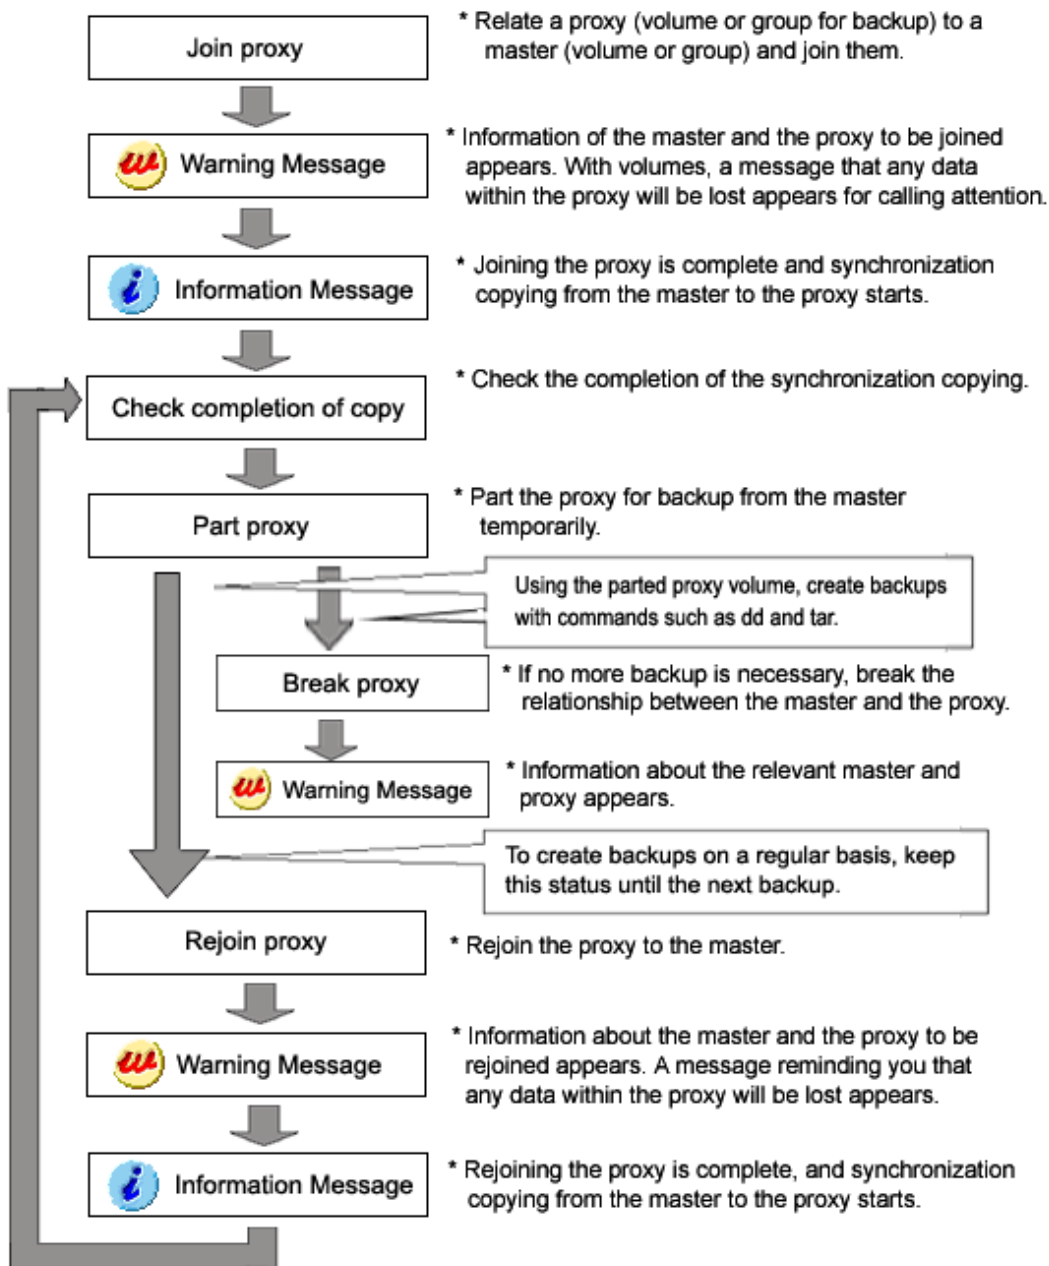 Join proxy
* Relate a proxy (volume or group for backup) to a
master (volume or group) and join them.
Warning Message
* Information of the master and the proxy to be joined
appears. With volumes, a message that any data
within the proxy will be lost appears for calling attention.
Information Message
* Joining the proxy is complete and synchronization
copying from the master to the proxy starts.
Check completion of copy
* Check the completion of the synchronization copying.
Part proxy
* Part the proxy for backup from the master
temporarily.
Using the parted proxy volume, create backups
with commands such as dd and tar.
Break proxy
* If no more backup is necessary, break the
relationship between the master and the proxy.
Warning Message
* Information about the relevant master and
proxy appears.
To create backups on a regular basis, keep
this status until the next backup.
Rejoin proxy
* Rejoin the proxy to the master.
Warning Message
* Information about the master and the proxy to be
rejoined appears. A message reminding you that
any data within the proxy will be lost appears.
Information Message
* Rejoining the proxy is complete, and synchronization
copying from the master to the proxy starts.